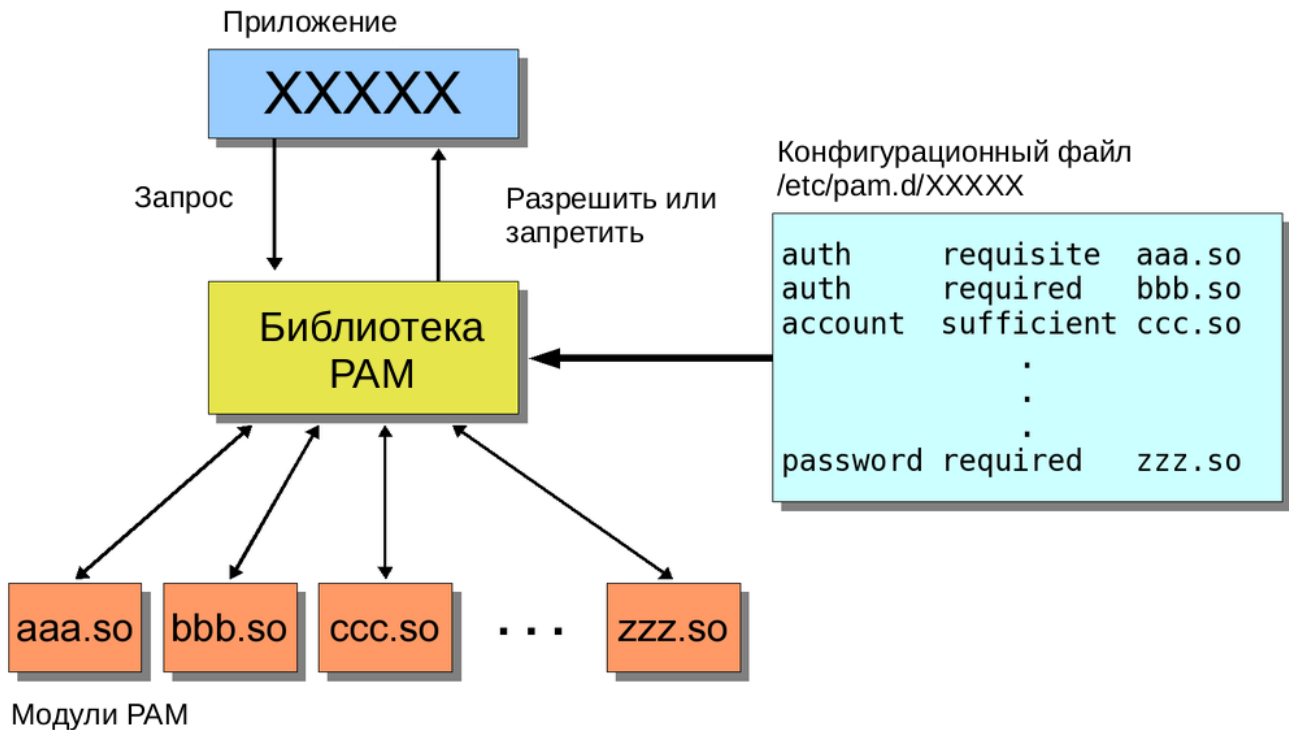 Приложение
XXXXX
Запрос
Разрешить или
запретить
Конфигурационный файл
/etc/pam.d/XXXXX
auth requisite aaa.so
auth required bbb.so
account sufficient ccc.so
.
.
.
password required zzz.so
Библиотека
PAM
aaa.so bbb.so ccc.so . . . zzz.so
Модули PAM